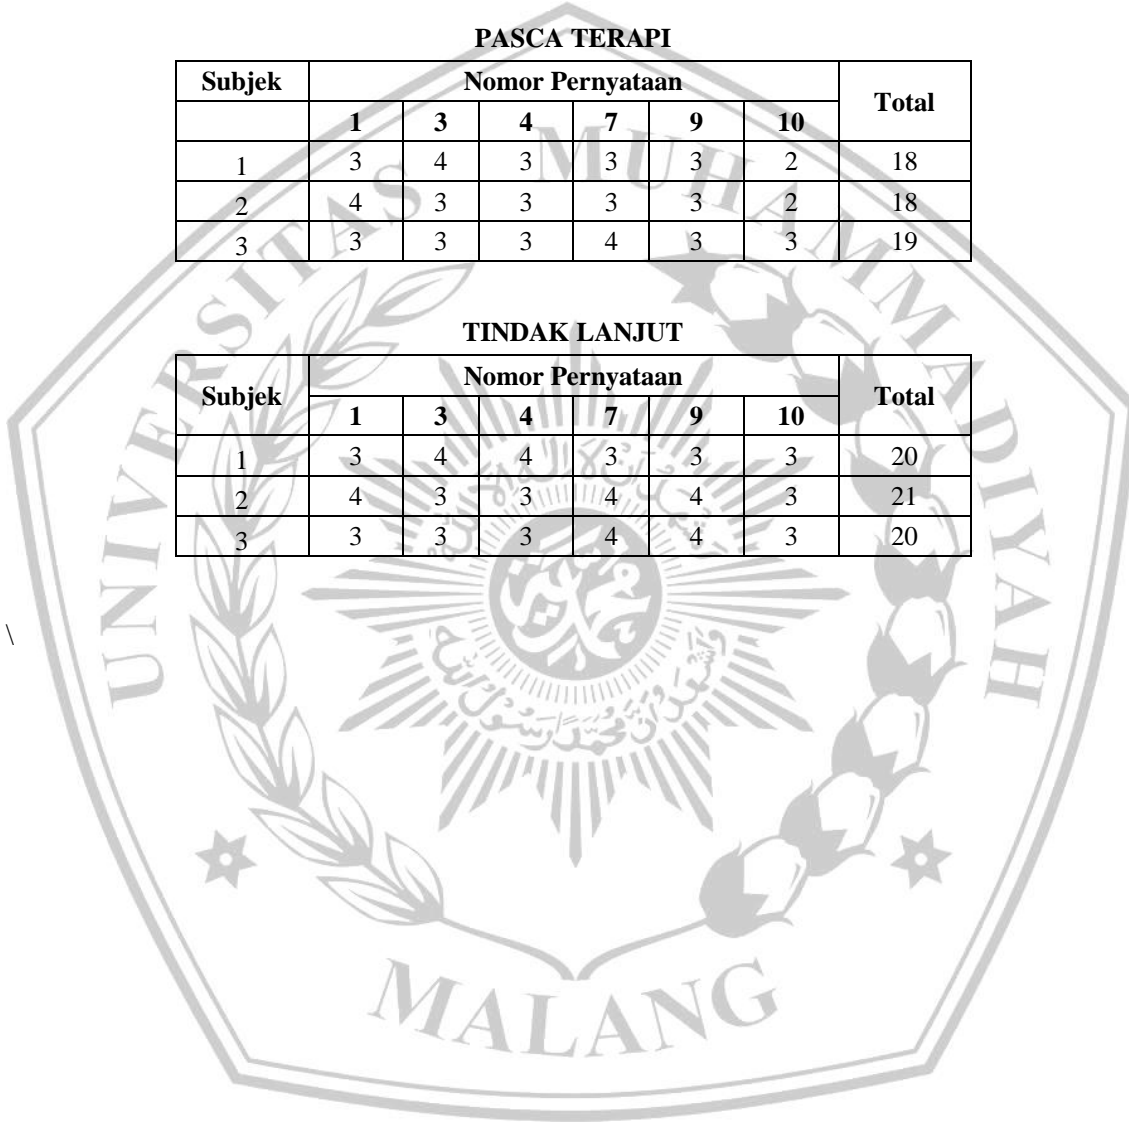 PASCA TERAPI
Subjek Nomor Pernyataan Total
1 3 4 7 9 10
1 3 4 3 3 3 2 18
2 4 3 3 3 3 2 18
3 3 3 3 4 3 3 19
TINDAK LANJUT
Subjek Nomor Pernyataan Total
1 3 4 7 9 10
1 3 4 4 3 3 3 20
2 4 3 3 4 4 3 21
3 3 3 3 4 4 3 20
\
UNIVERSITAS MUHAMMADIYAH
MALANG